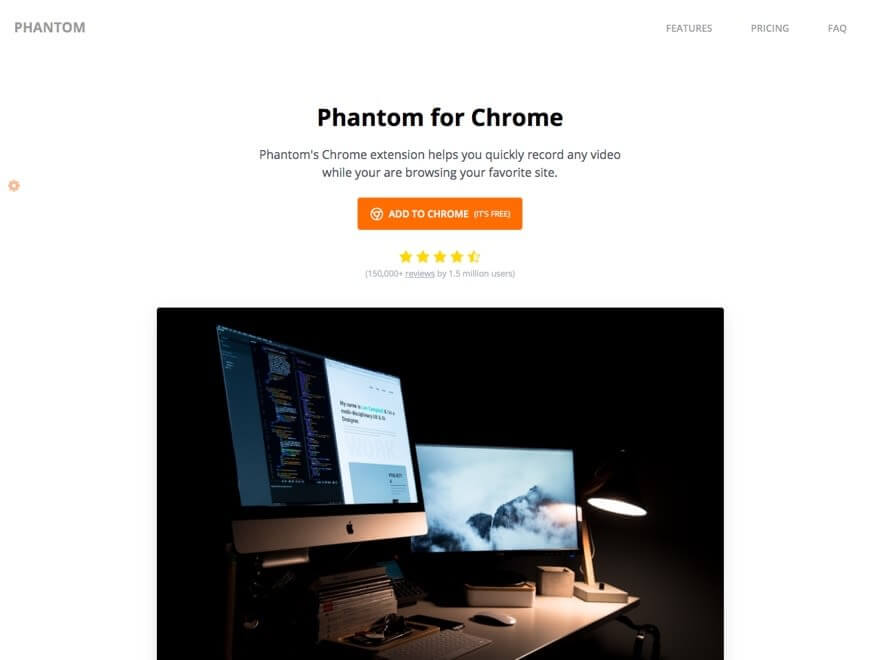 PHANTOM
FEATURES PRICING FAQ
Phantom for Chrome
Phantom's Chrome extension helps you quickly record any video
while your are browsing your favorite site.
ADD TO CHROME (IT'S FREE)
(150,000+ reviews by 1.5 million users)
My name is
multi-disciplinary UX & UI
Designer.
WORK